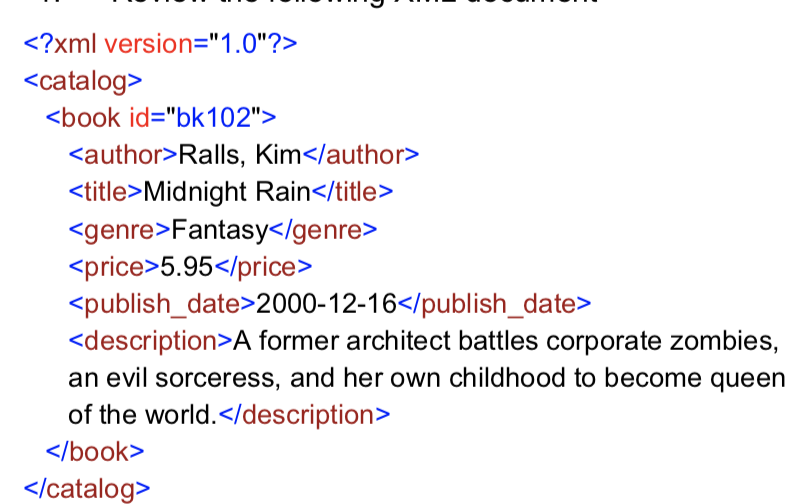 Review the following XML document
<?xml version="1.0"?>
<catalog>
<book id="bk102">
<author>Ralls, Kim</author>
<title>Midnight Rain</title>
<genre>Fantasy</genre>
<price>5.95</price>
<publish_date>2000-12-16</publish_date>
<description>A former architect battles corporate zombies,
an evil sorceress, and her own childhood to become queen
of the world.</description>
</book>
</catalog>